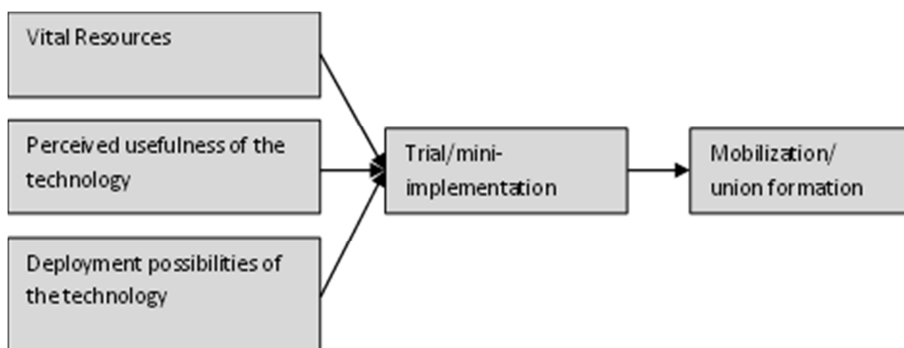 Vital Resources
Perceived usefulness of the
technology
Deployment possibilities of
the technology
Trial/mini-
implementation
Mobilization/
union formation